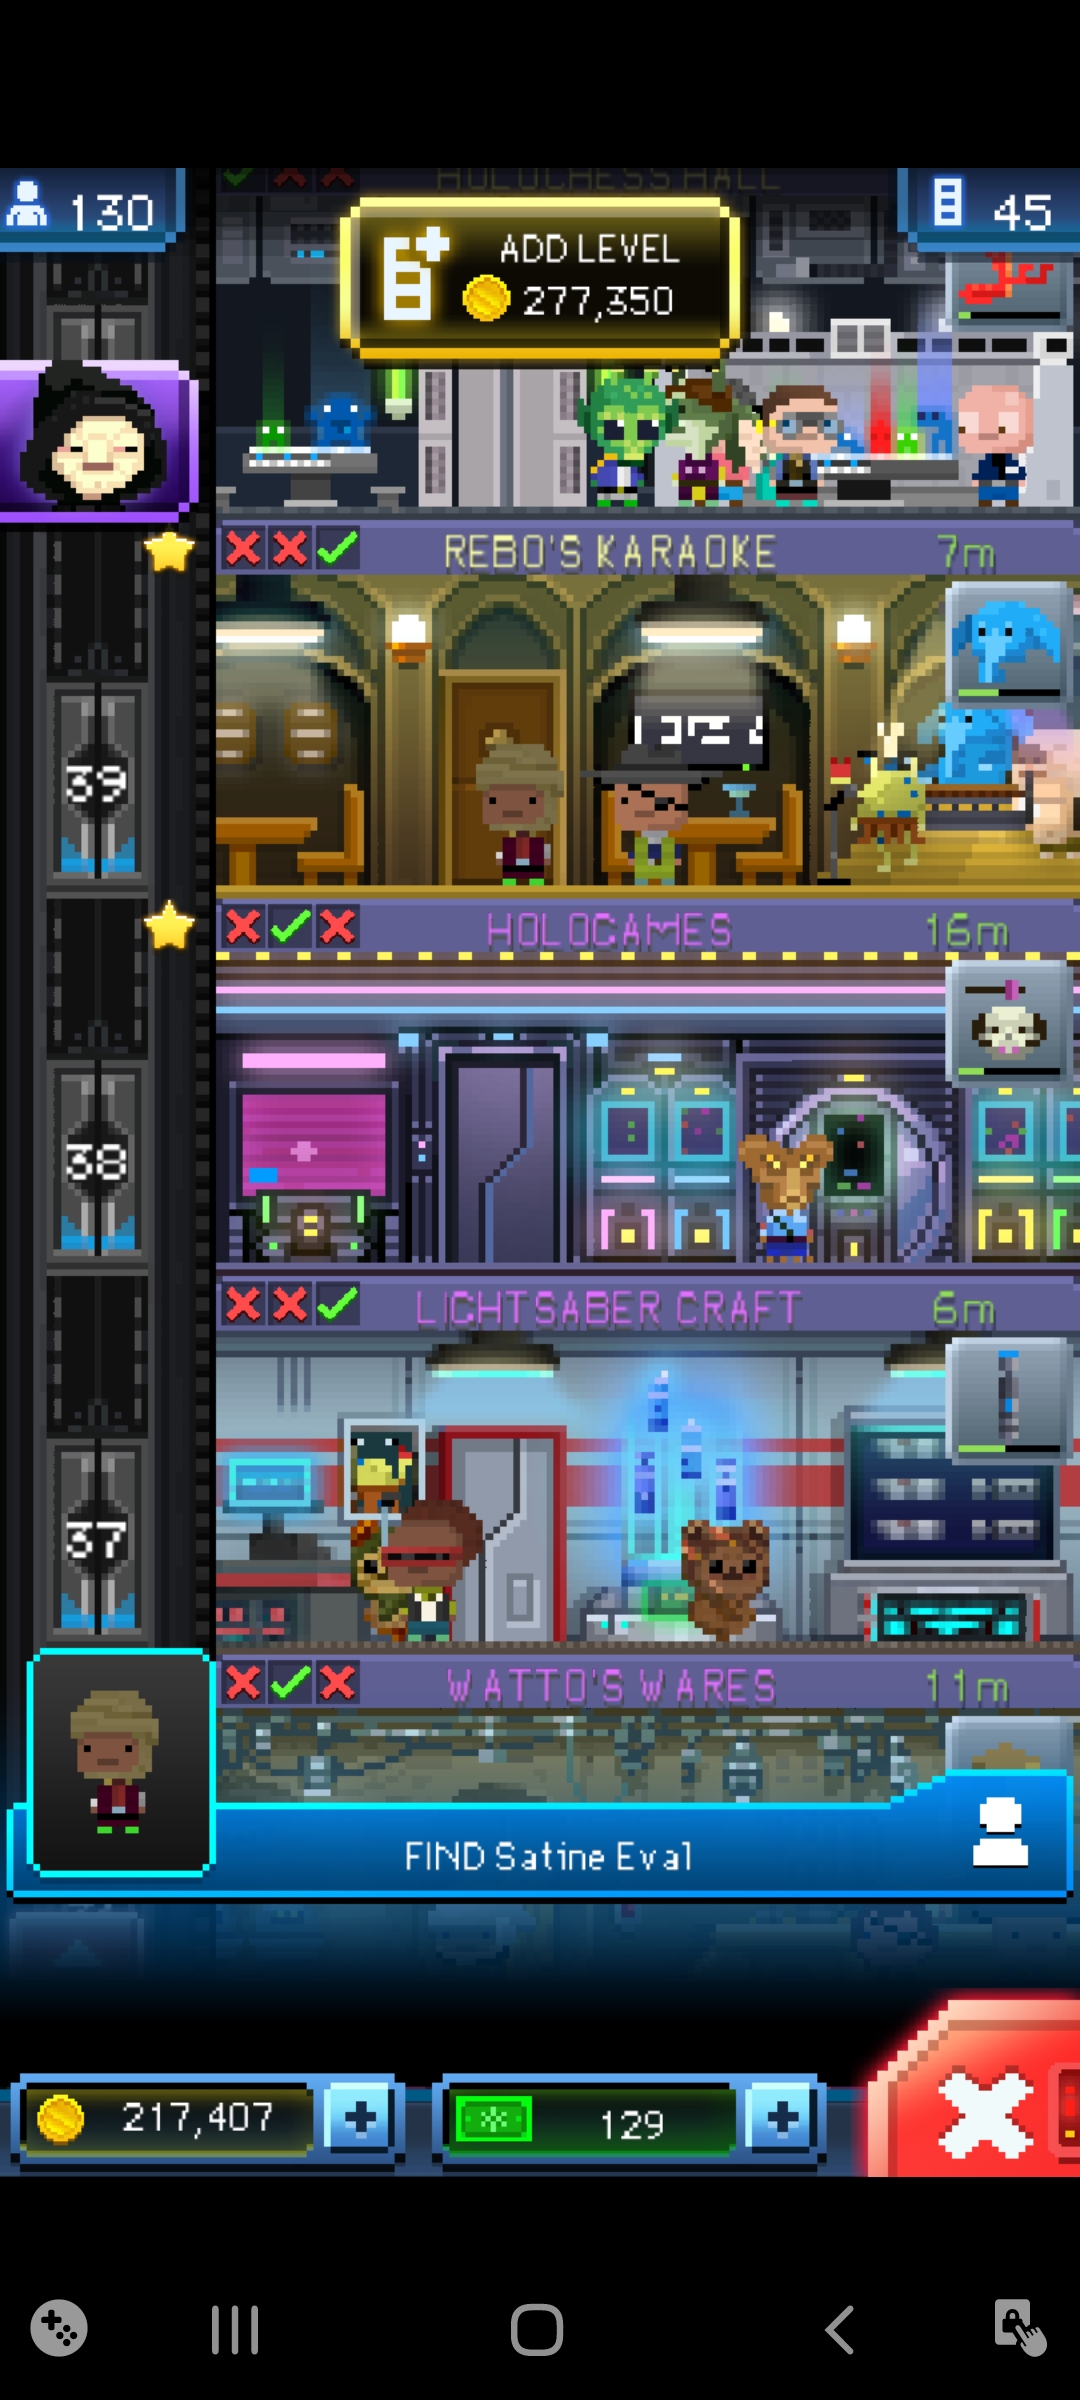 HOLOCHESS HALL
130
ADD LEVEL
277,350
45
REBO'S KARAOKE 7m
39
HOLOGAMES 16m
38
LIGHTSABER CRAFT 6m
37
WATTO'S WARES 11m
FIND Satine Eval
217,407
129